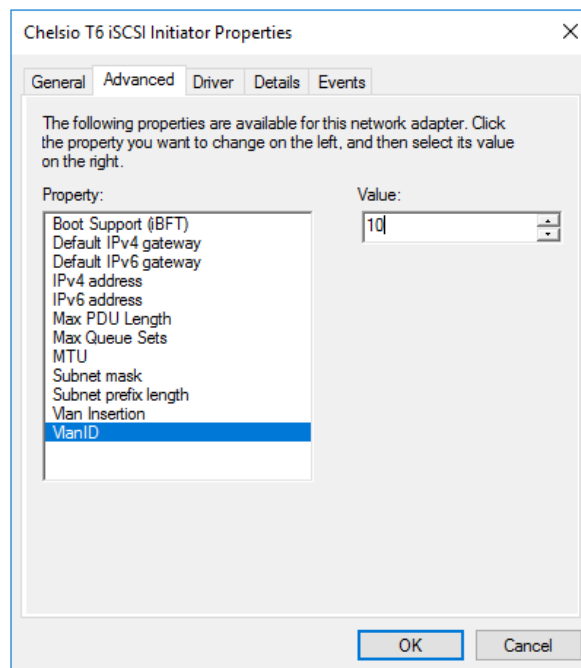 Chelsio T6 iSCSI Initiator Properties
General Advanced Driver Details Events
The following properties are available for this network adapter. Click
the property you want to change on the left, and then select its value
on the right.
Property:
Value:
Boot Support (iBFT)
Default IPv4 gateway
Default IPv6 gateway
IPv4 address
IPv6 address
Max PDU Length
Max Queue Sets
MTU
Subnet mask
Subnet prefix length
Vlan Insertion
VlanID
10
OK Cancel